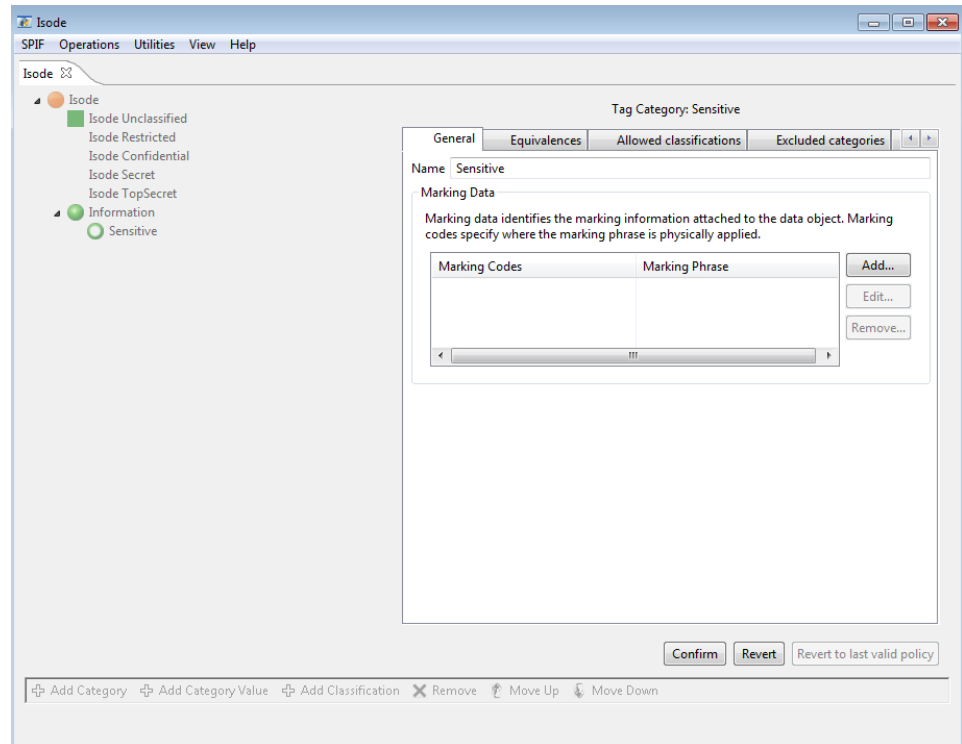 Isode
SPIF Operations Utilities View Help
Isode
Isode
Isode Unclassified
Isode Restricted
Isode Confidential
Isode Secret
Isode TopSecret
Information
Sensitive
Tag Category: Sensitive
General Equivalences Allowed classifications Excluded categories
Name Sensitive
Marking Data
Marking data identifies the marking information attached to the data object. Marking
codes specify where the marking phrase is physically applied.
Marking Codes Marking Phrase
Add...
Edit...
Remove...
Confirm Revert Revert to last valid policy
Add Category Add Category Value Add Classification Remove Move Up Move Down